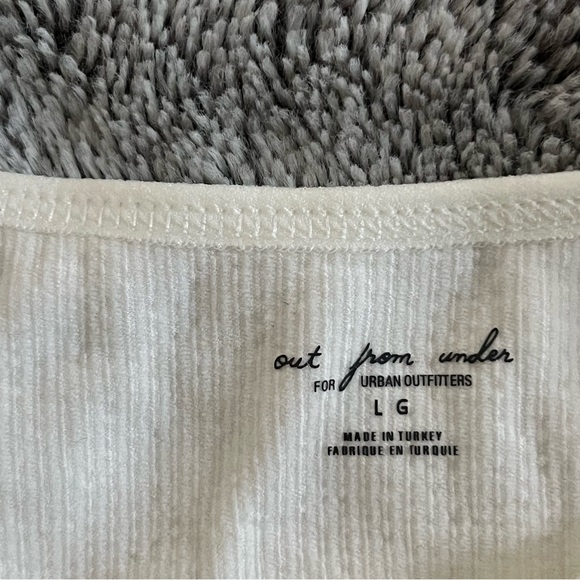 out from under
FOR URBAN OUTFITTERS
L G
MADE IN TURKEY
FABRIQUE EN TURQUIE